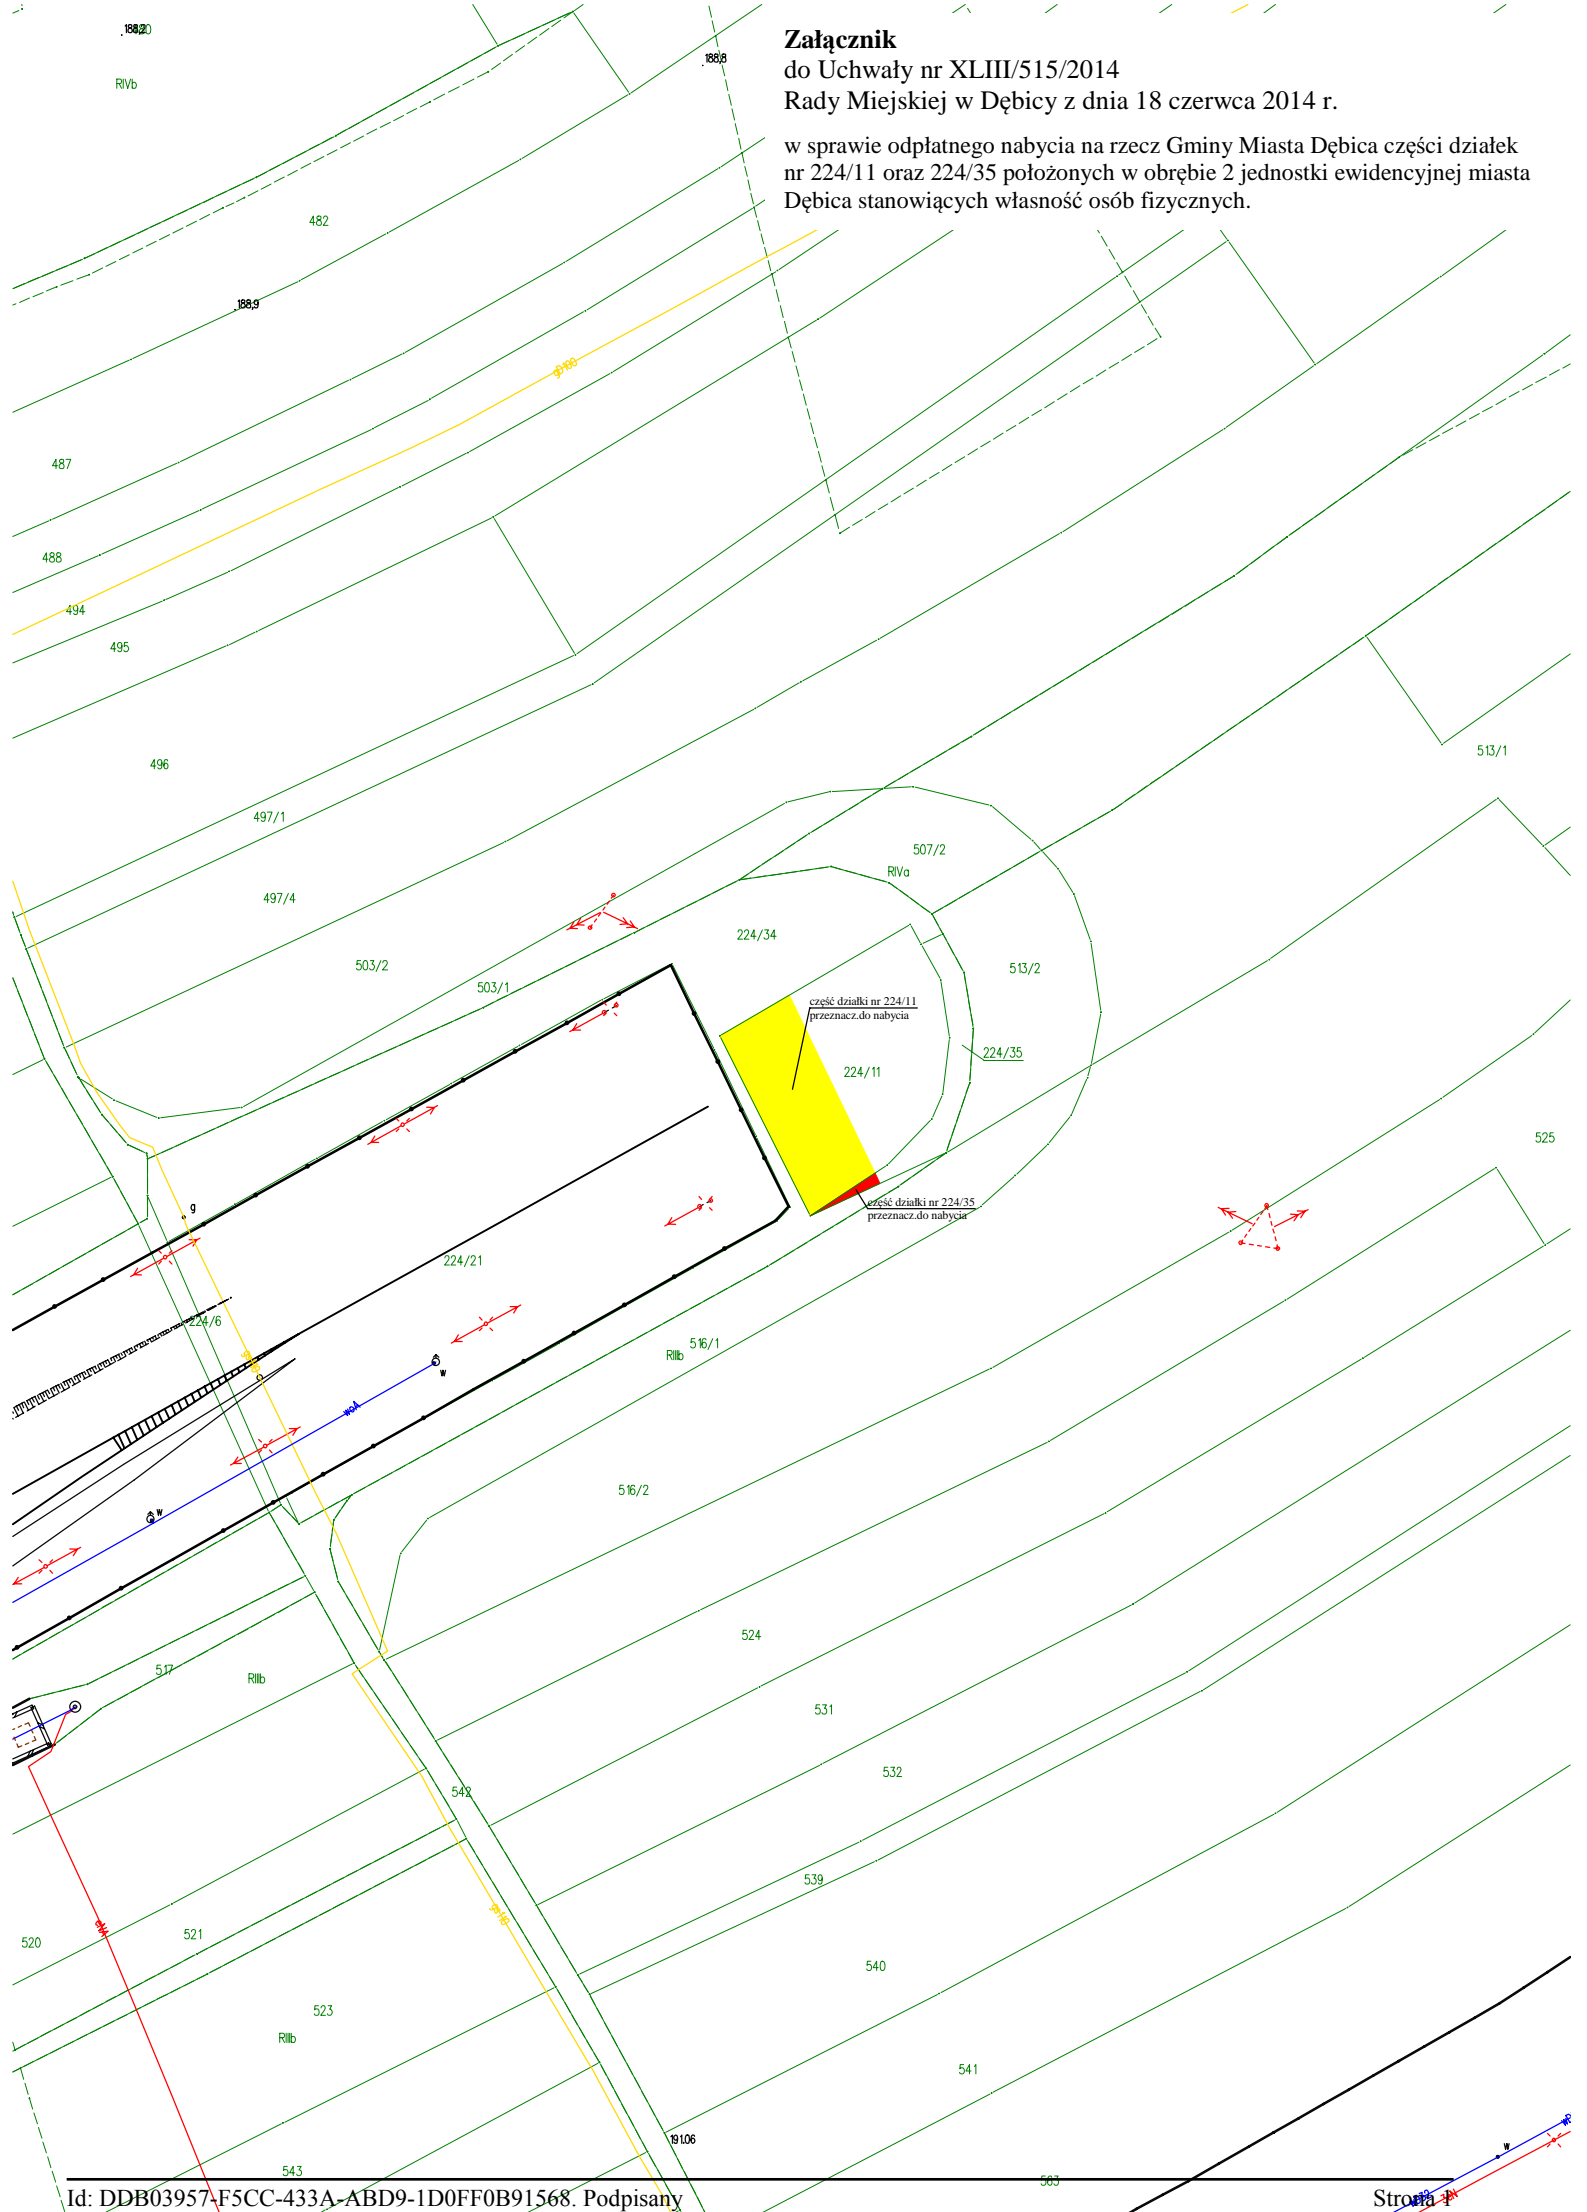 Załącznik
do Uchwały nr XLIII/515/2014
Rady Miejskiej w Dębicy z dnia 18 czerwca 2014 r.
w sprawie odpłatnego nabycia na rzecz Gminy Miasta Dębica części działek
nr 224/11 oraz 224/35 położonych w obrębie 2 jednostki ewidencyjnej miasta
Dębica stanowiących własność osób fizycznych.
188,8
RIVb
482
188,9
487
488
494
495
496
497/1
497/4
503/2
503/1
513/1
507/2
RIVa
224/34
513/2
część działki nr 224/11
przeznacz.do nabycia
224/35
224/11
525
część działki nr 224/35
przeznacz.do nabycia
g
224/21
224/6
516/1
RIIIb
w
woA
516/2
w
524
517
RIIIb
531
532
542
539
eNA
521
520
540
523
RIIIb
541
191.06
w
543
563
Id: DDB03957-F5CC-433A-ABD9-1D0FF0B91568. Podpisany
Strona 1